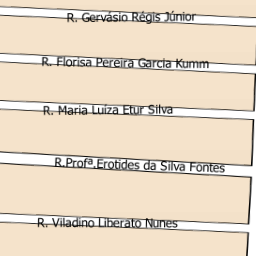 R. Gervásio Régis Júnior
R. Florisa Pereira Garcia Kumm
R. Maria Luiza Etur Silva
R.Profª.Erotides da Silva Fontes
R. Viladino Liberato Nunes